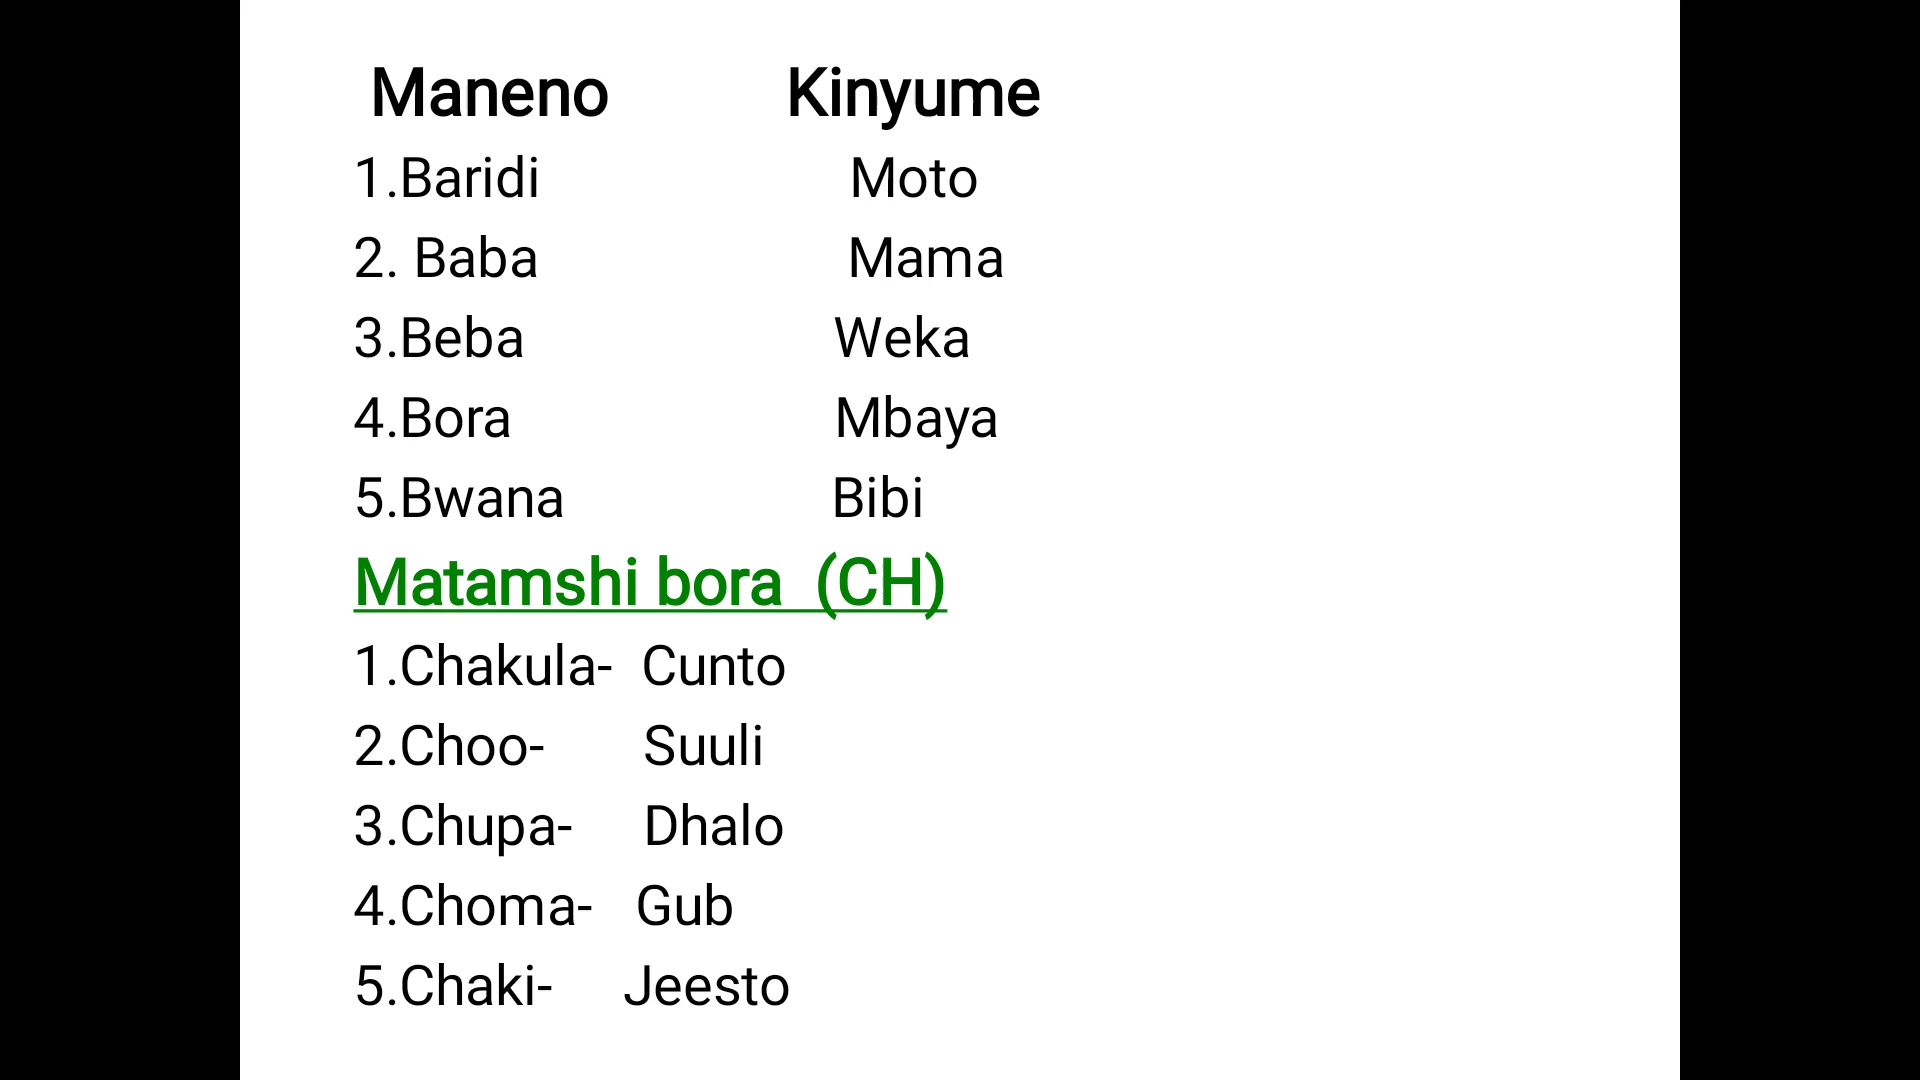 Maneno Kinyume
1.Baridi Moto
2. Baba Mama
3.Beba Weka
4.Bora Mbaya
5.Bwana Bibi
Matamshi bora (CH)
1.Chakula- Cunto
2.Choo- Suuli
3.Chupa- Dhalo
4.Choma- Gub
5.Chaki- Jeesto